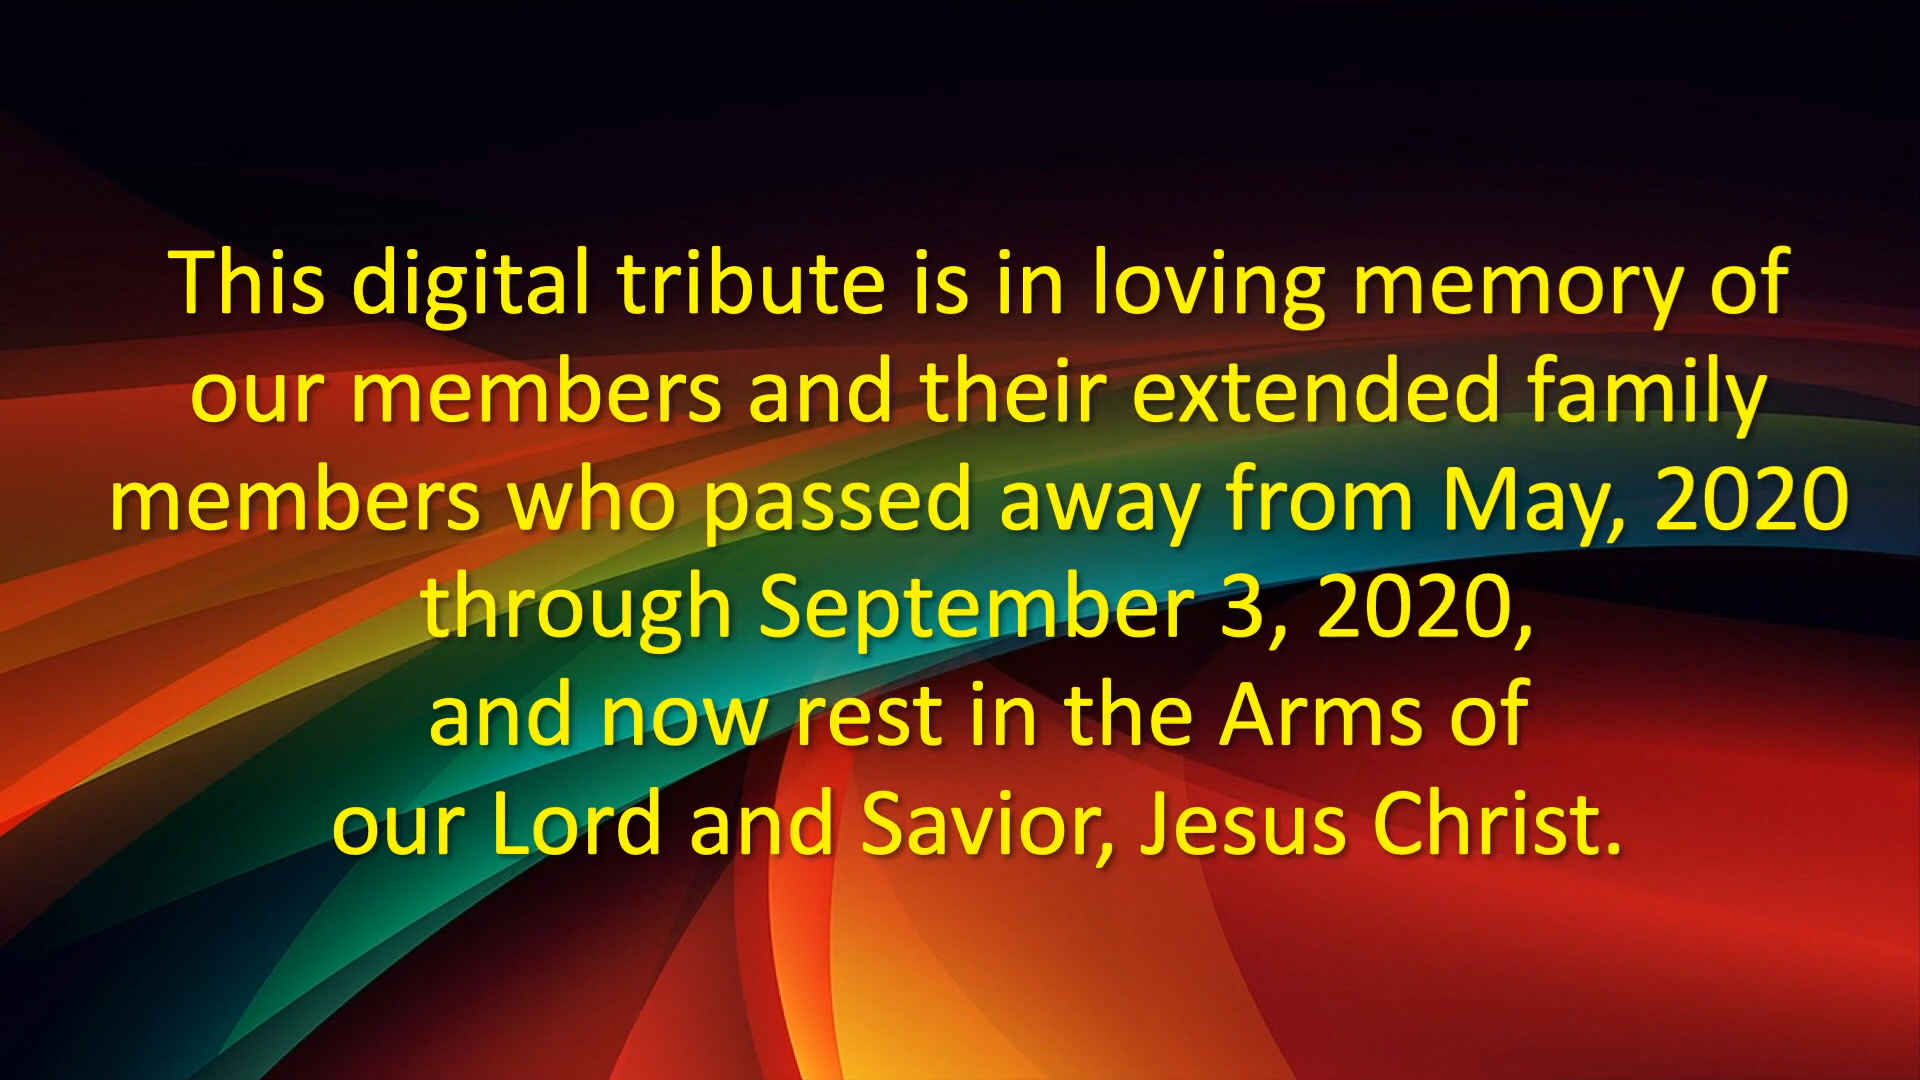 This digital tribute is in loving memory of
our members and their extended family
members who passed away from May, 2020
through September 3, 2020,
and now rest in the Arms of
our Lord and Savior, Jesus Christ.